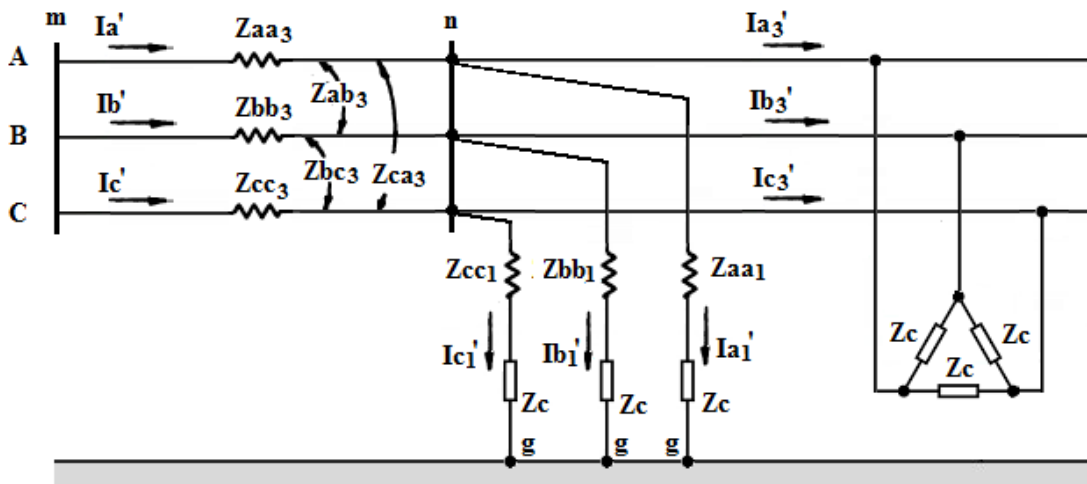 m Ia' Zaa3 n Ia3'
A
Zab3
Ib' Zbb3 Ib3'
B
Zbc3 Zca3
Ic' Zcc3 Ic3'
C
Zcc1 Zbb1 Zaa1
Ic1' Ib1' Ia1'
Zc Zc
Zc
Zc Zc Zc
g g g